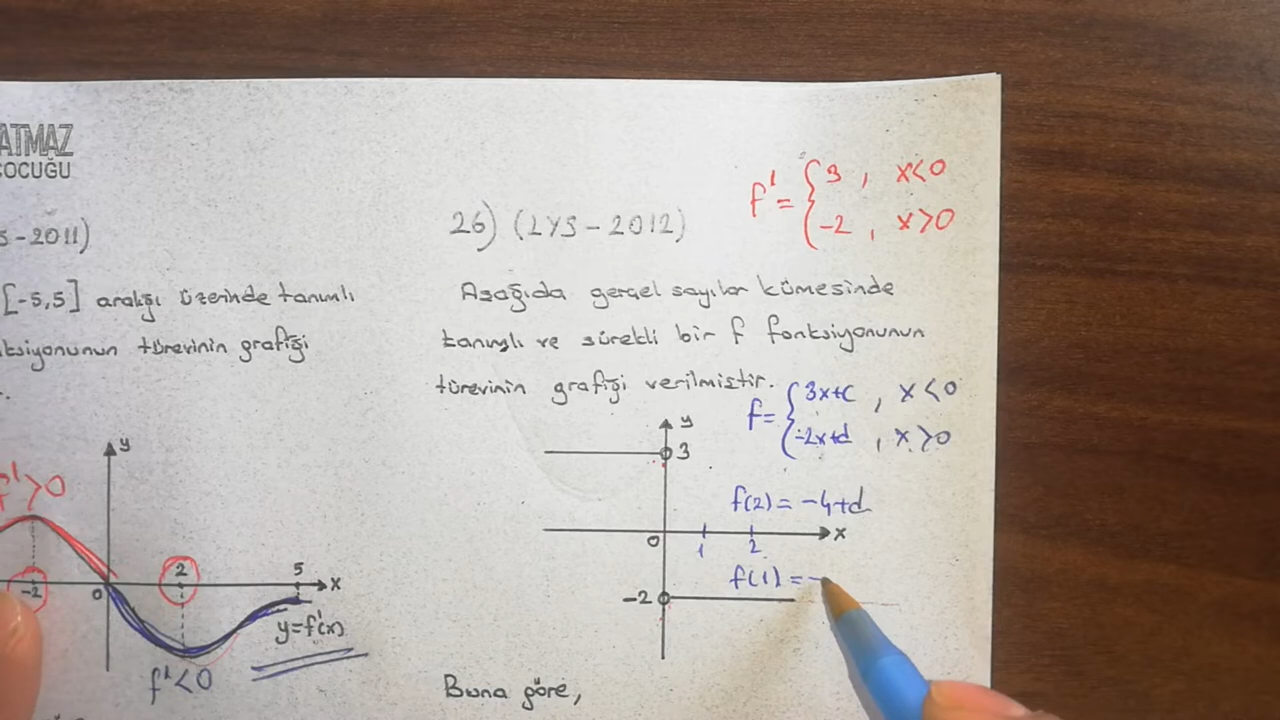 ATMAZ
ÇOCUĞU
S-2011)
[-5,5] aralığı üzerinde tanımlı
ksiyonunun türevinin grafiği
y
f'>0
-2
0
2
5
x
y=f'(x)
f'<0
f' = { 3 , x<0
-2 , x>0
26) (LYS-2012)
Aşağıda gerçel sayılar kümesinde
tanımlı ve sürekli bir f fonksiyonunun
türevinin grafiği verilmiştir.
f= { 3x+c , x<0
-2x+d , x>0
y
3
f(2) = -4+d
0
1
2
x
f(1) = -
-2
Buna göre,